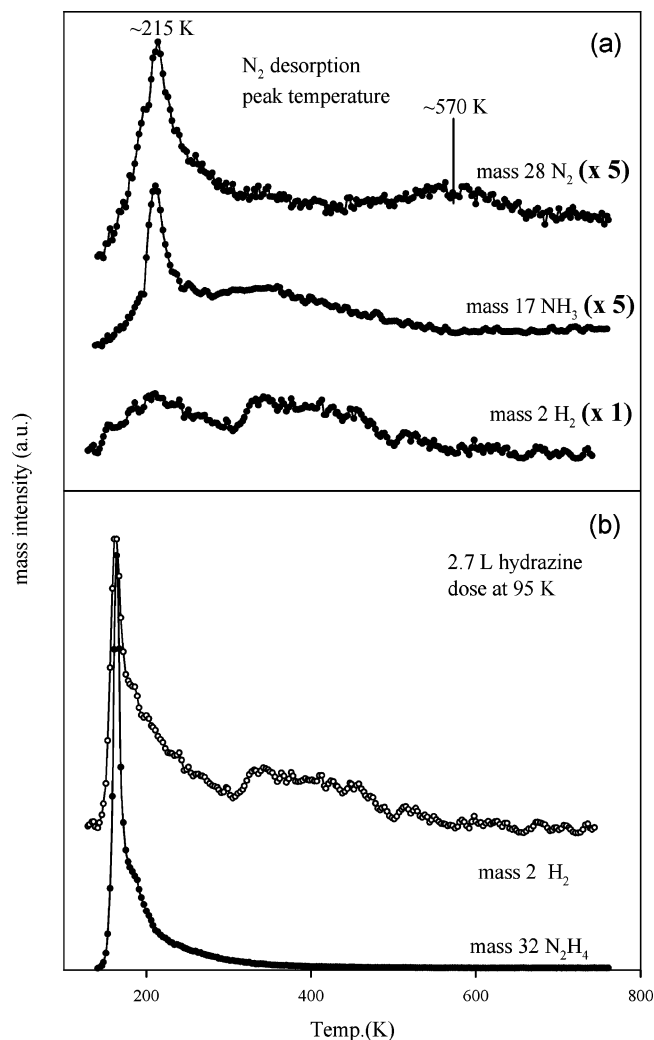 ~215 K
(a)
N₂ desorption
peak temperature
~570 K
mass 28 N₂ (x 5)
mass 17 NH₃ (x 5)
mass 2 H₂ (x 1)
mass intensity (a.u.)
(b)
2.7 L hydrazine
dose at 95 K
mass 2 H₂
mass 32 N₂H₄
200 400 600 800
Temp.(K)